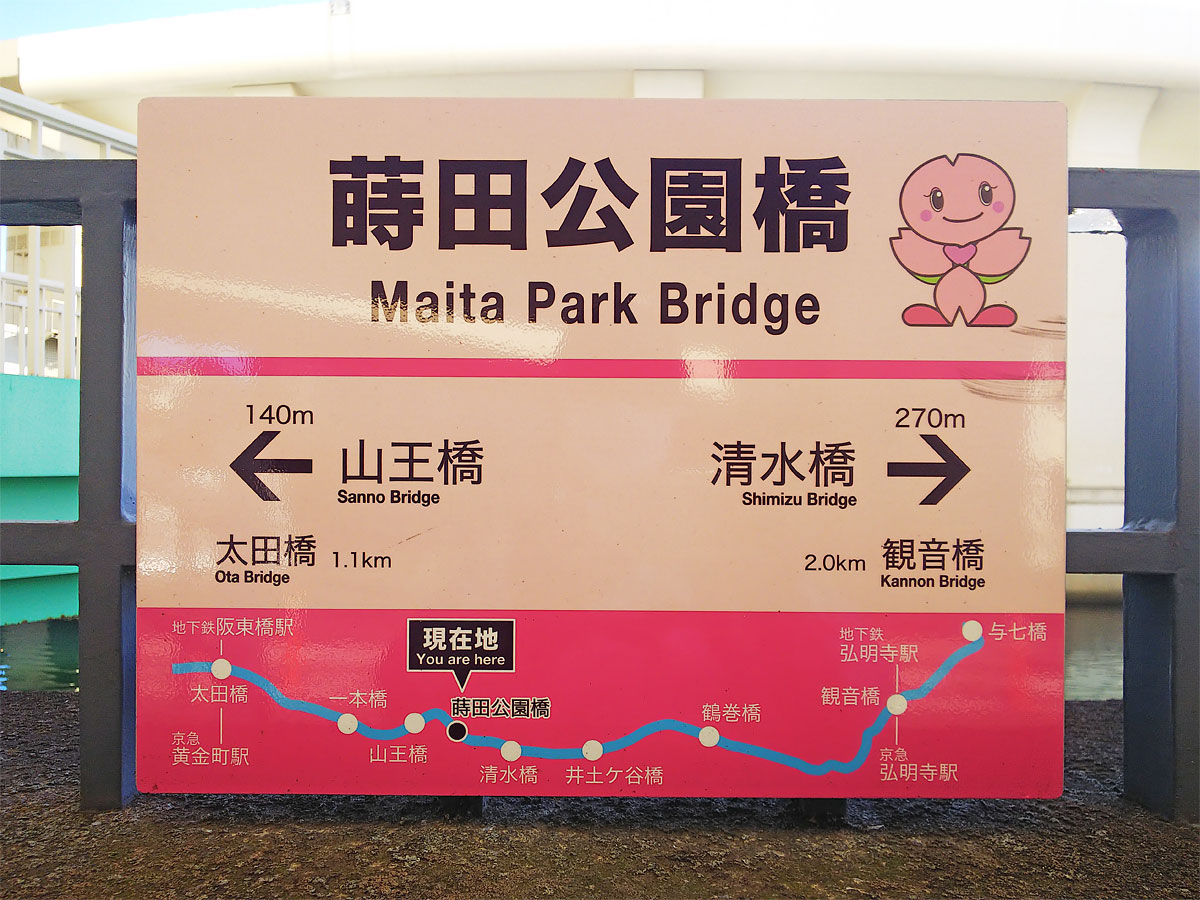 蒔田公園橋
Maita Park Bridge
140m
← 山王橋
Sanno Bridge
270m
清水橋 →
Shimizu Bridge
太田橋 1.1km
Ota Bridge
2.0km 観音橋
Kannon Bridge
地下鉄阪東橋駅
太田橋
京急
黄金町駅
一本橋
山王橋
現在地
You are here
蒔田公園橋
清水橋
井土ケ谷橋
鶴巻橋
地下鉄
弘明寺駅
観音橋
京急
弘明寺駅
与七橋